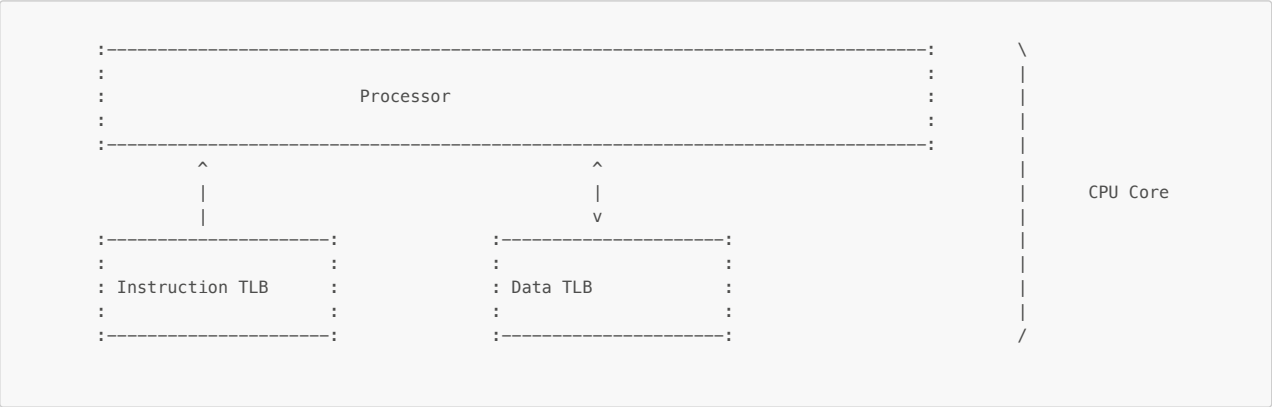 Processor
CPU Core
Instruction TLB
Data TLB